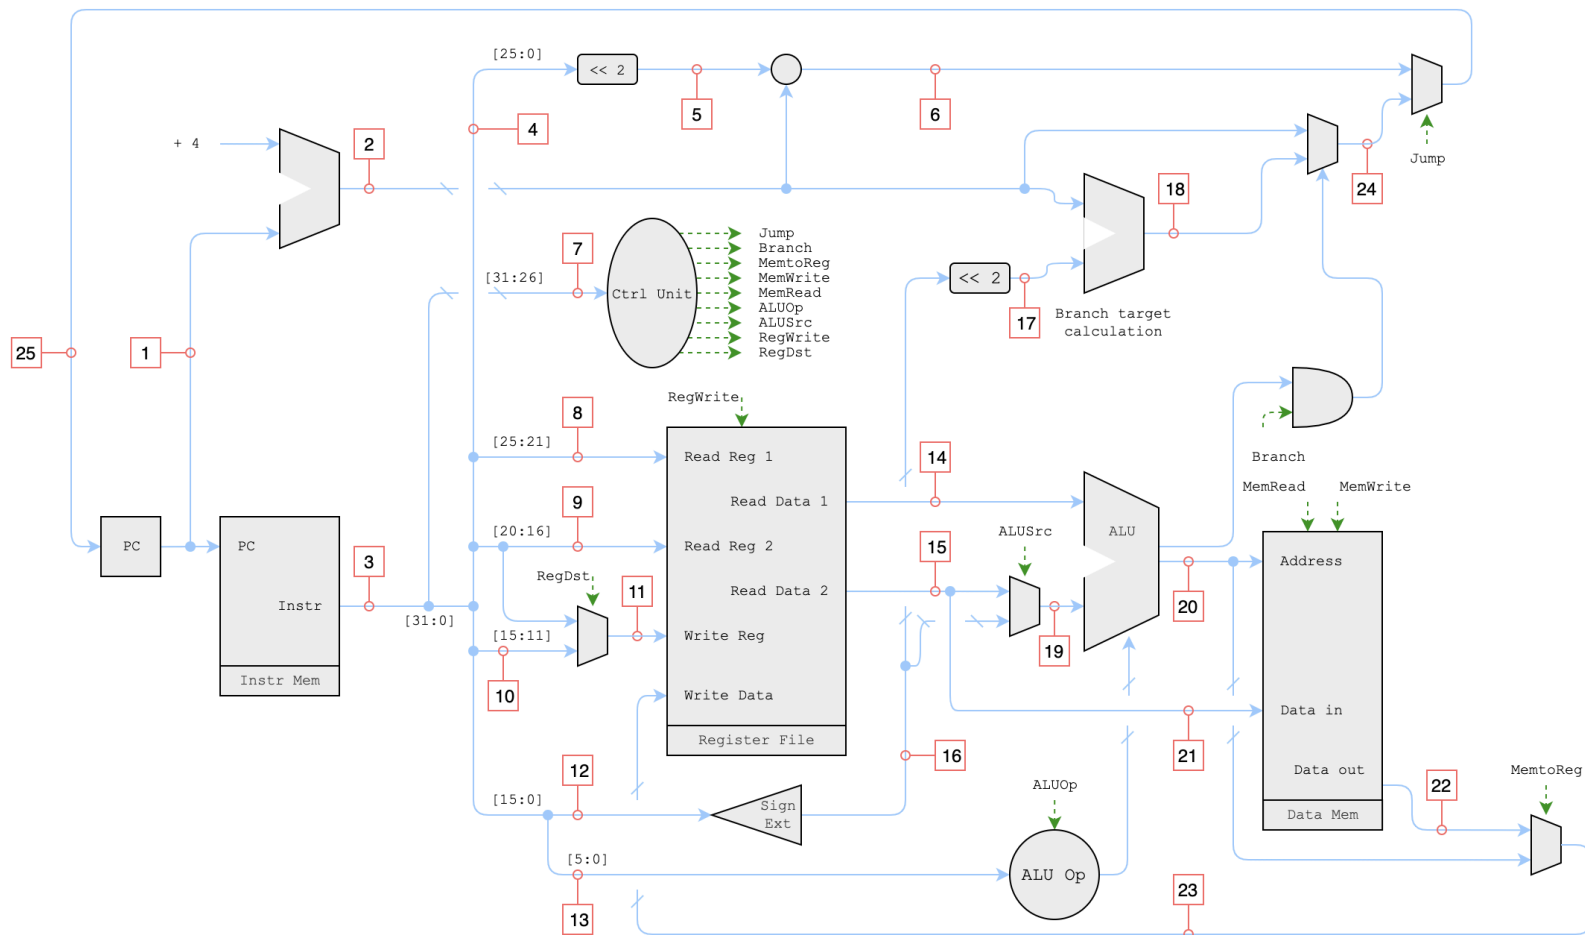 [25:0]
<< 2
5
6
4
+ 4
2
Jump
24
18
7
[31:26]
Ctrl Unit
Jump
Branch
MemtoReg
MemWrite
MemRead
ALUOp
ALUSrc
RegWrite
RegDst
<< 2
17
Branch target
calculation
25
1
RegWrite
8
[25:21]
Read Reg 1
14
Read Data 1
Branch
MemRead
MemWrite
9
[20:16]
Read Reg 2
PC
PC
Instr
Instr Mem
3
[31:0]
RegDst
11
[15:11]
10
Write Reg
Read Data 2
15
ALUSrc
ALU
19
20
Address
Write Data
Register File
Data in
21
16
12
[15:0]
Sign
Ext
Data out
Data Mem
22
MemtoReg
ALUOp
ALU Op
[5:0]
13
23